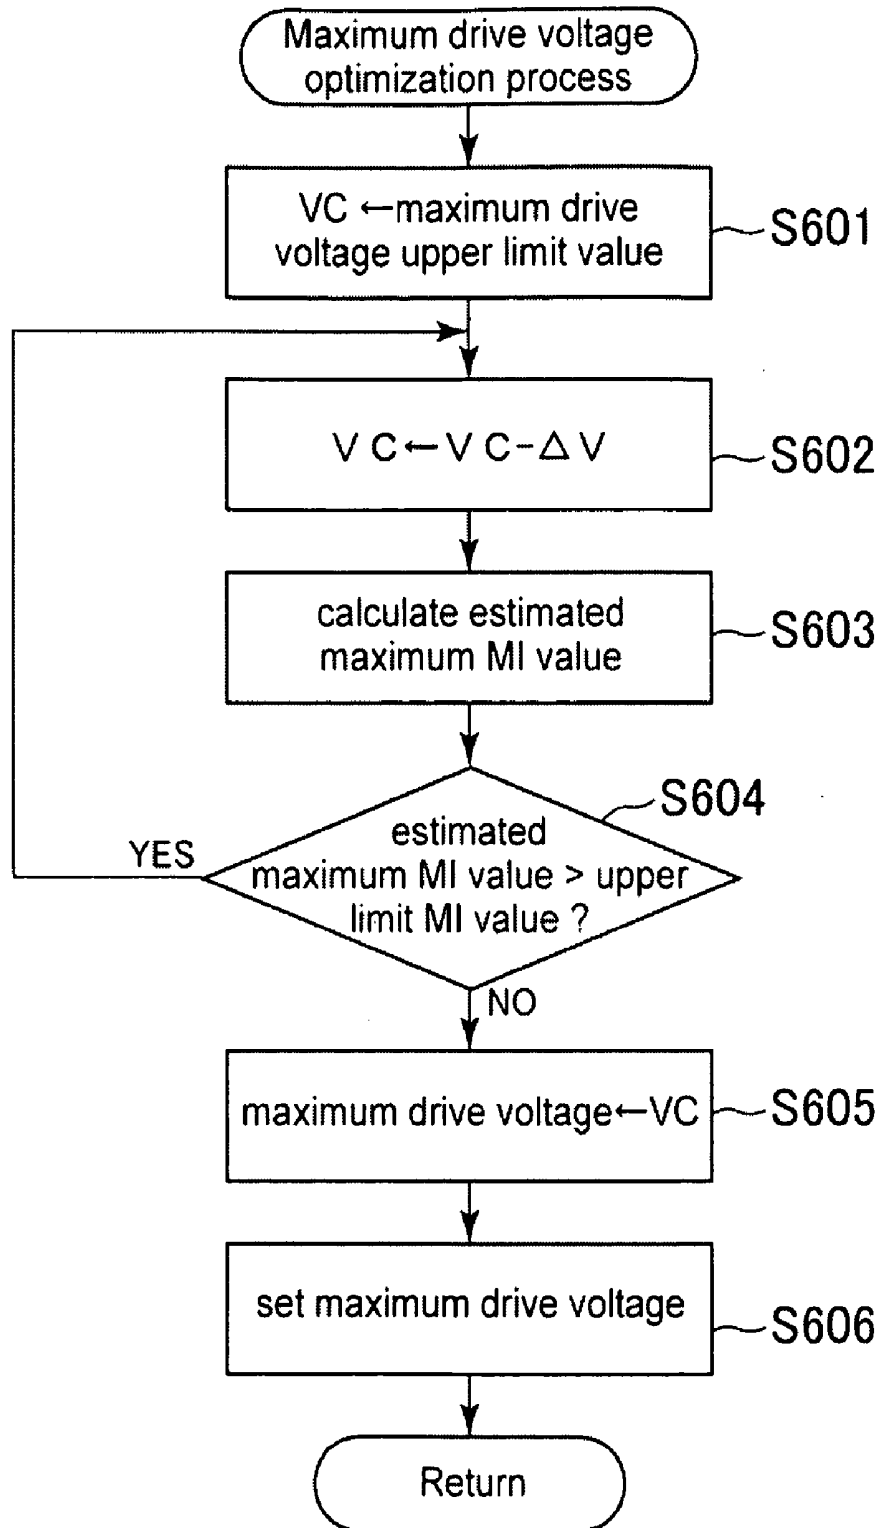 Maximum drive voltage
optimization process
VC ←maximum drive
voltage upper limit value
S601
V C ← V C - △ V
S602
calculate estimated
maximum MI value
S603
S604
estimated
maximum MI value > upper
limit MI value ?
YES
NO
maximum drive voltage←VC
S605
set maximum drive voltage
S606
Return